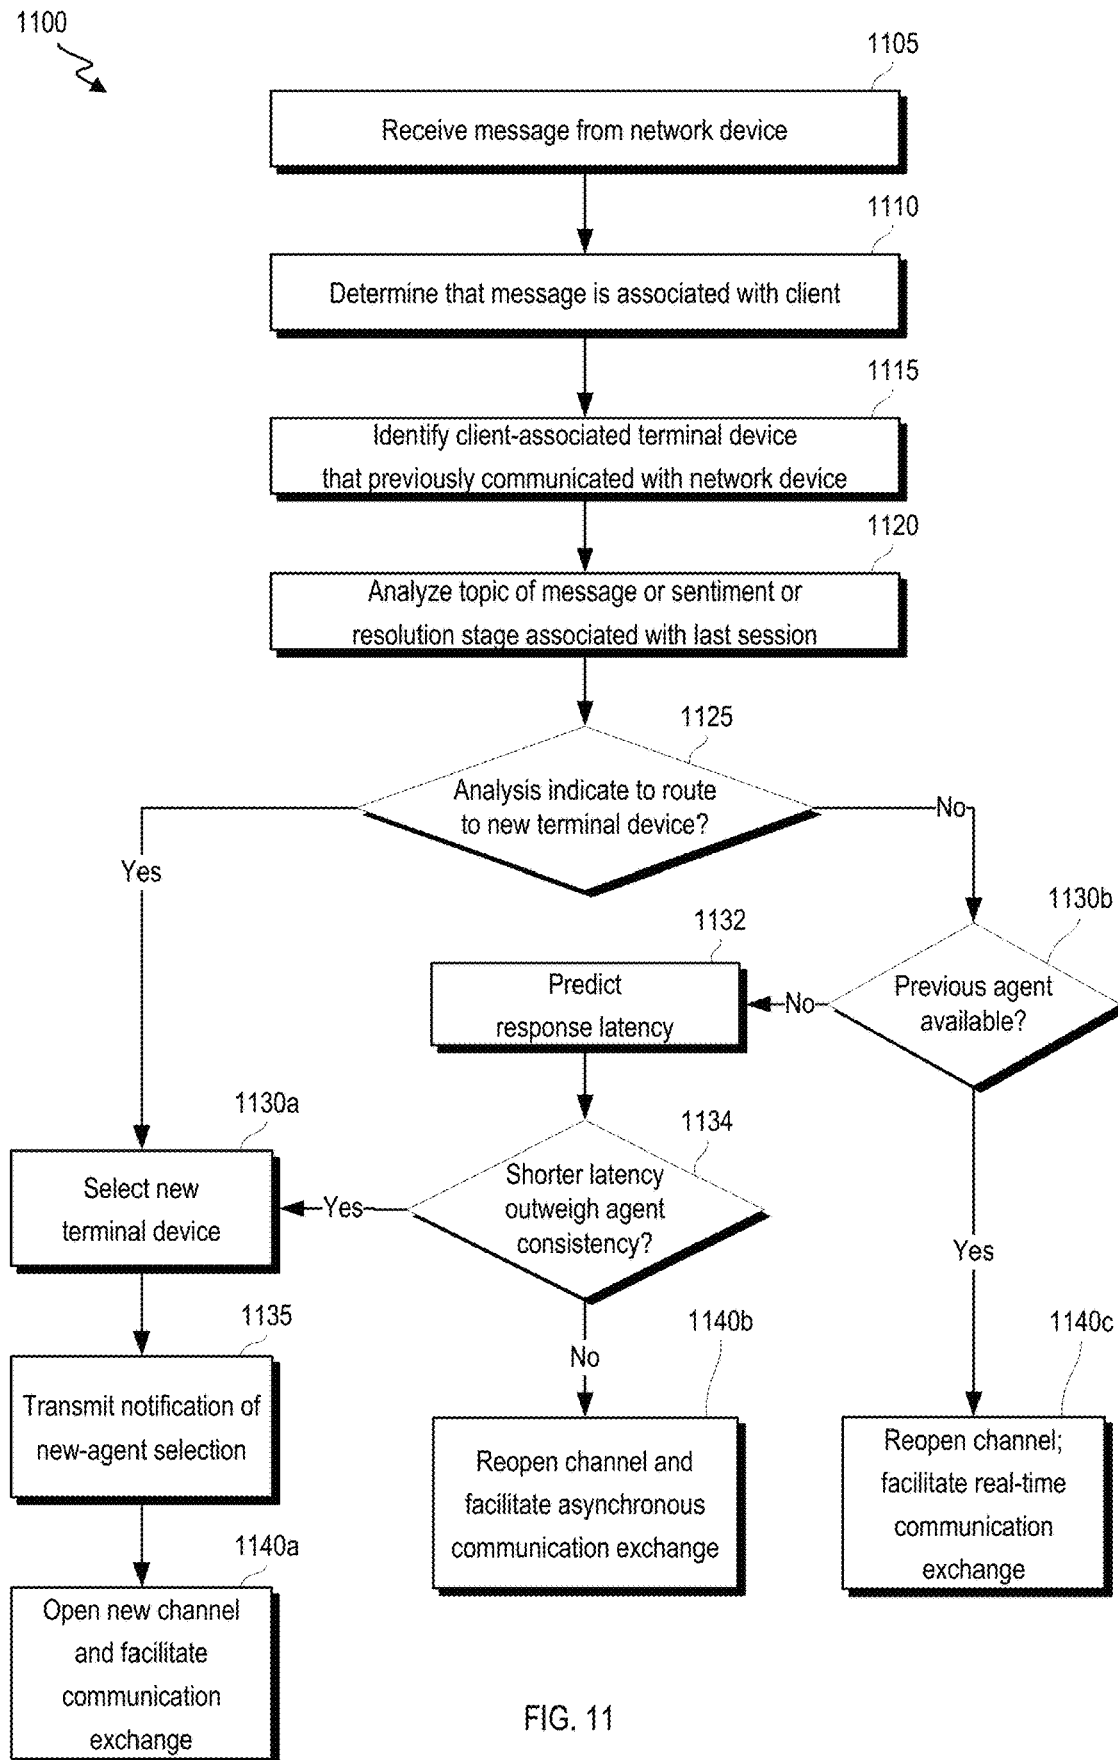 1100
1105
Receive message from network device
1110
Determine that message is associated with client
1115
Identify client-associated terminal device
that previously communicated with network device
1120
Analyze topic of message or sentiment or
resolution stage associated with last session
1125
Analysis indicate to route
to new terminal device?
No
Yes
1130b
Previous agent
available?
1132
Predict
response latency
No
1130a
Select new
terminal device
1134
Shorter latency
outweigh agent
consistency?
Yes
Yes
1135
Transmit notification of
new-agent selection
No
1140b
Reopen channel and
facilitate asynchronous
communication exchange
1140c
Reopen channel;
facilitate real-time
communication
exchange
1140a
Open new channel
and facilitate
communication
exchange
FIG. 11